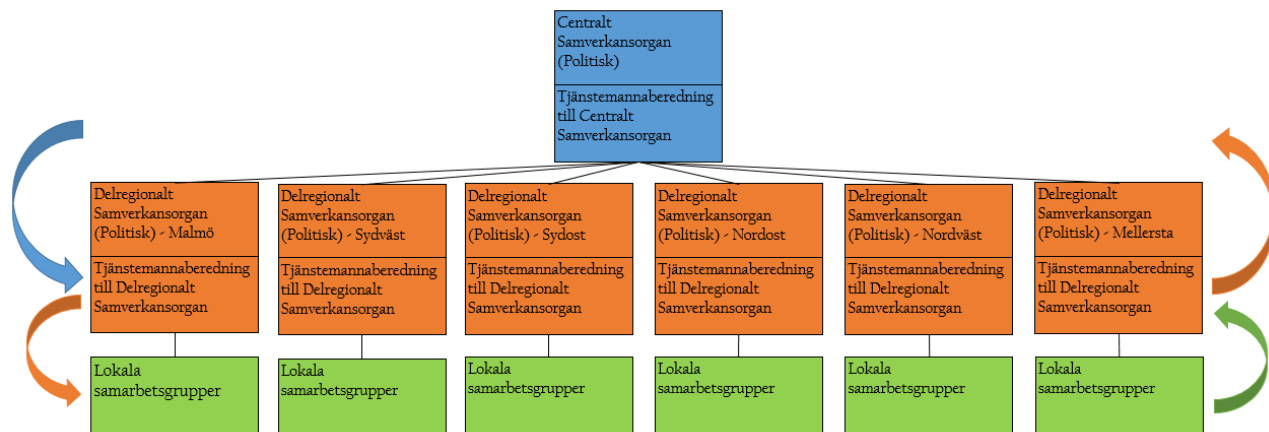 Centralt
Samverkansorgan
(Politisk)
Tjänstemannaberedning
till Centralt
Samverkansorgan
Delregionalt
Samverkansorgan
(Politisk) - Malmö
Tjänstemannaberedning
till Delregionalt
Samverkansorgan
Lokala
samarbetsgrupper
Delregionalt
Samverkansorgan
(Politisk) - Sydväst
Tjänstemannaberedning
till Delregionalt
Samverkansorgan
Lokala
samarbetsgrupper
Delregionalt
Samverkansorgan
(Politisk) - Sydost
Tjänstemannaberedning
till Delregionalt
Samverkansorgan
Lokala
samarbetsgrupper
Delregionalt
Samverkansorgan
(Politisk) - Nordost
Tjänstemannaberedning
till Delregionalt
Samverkansorgan
Lokala
samarbetsgrupper
Delregionalt
Samverkansorgan
(Politisk) - Nordväst
Tjänstemannaberedning
till Delregionalt
Samverkansorgan
Lokala
samarbetsgrupper
Delregionalt
Samverkansorgan
(Politisk) - Mellersta
Tjänstemannaberedning
till Delregionalt
Samverkansorgan
Lokala
samarbetsgrupper